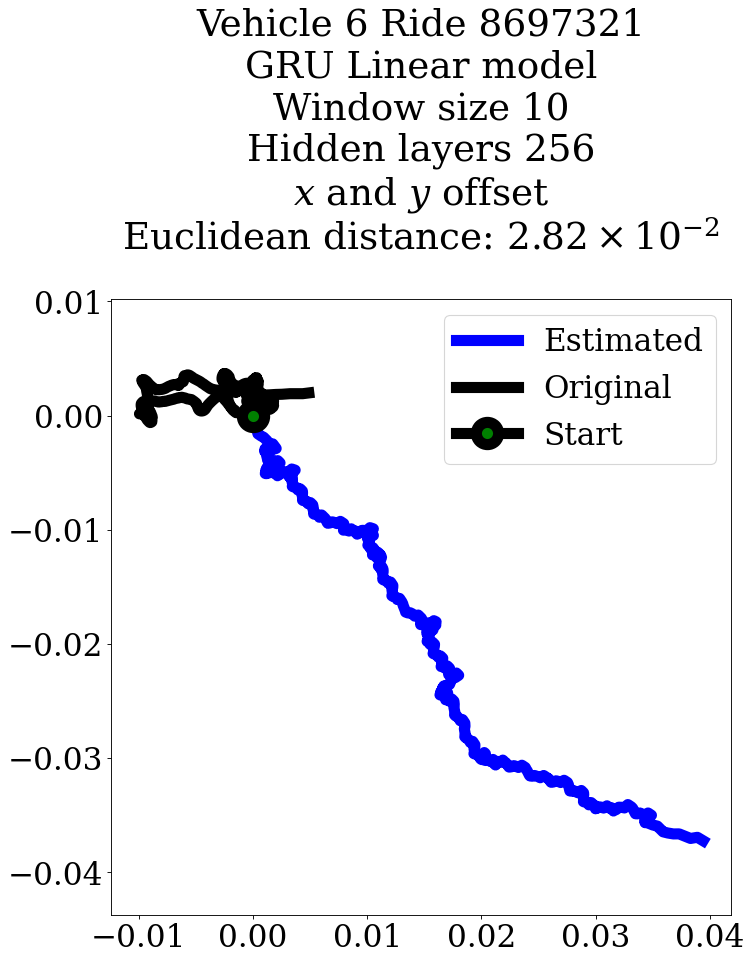 Vehicle 6 Ride 8697321
GRU Linear model
Window size 10
Hidden layers 256
x and y offset
Euclidean distance: 2.82 × 10⁻²
Estimated
Original
Start
0.01
0.00
−0.01
−0.02
−0.03
−0.04
−0.01 0.00 0.01 0.02 0.03 0.04